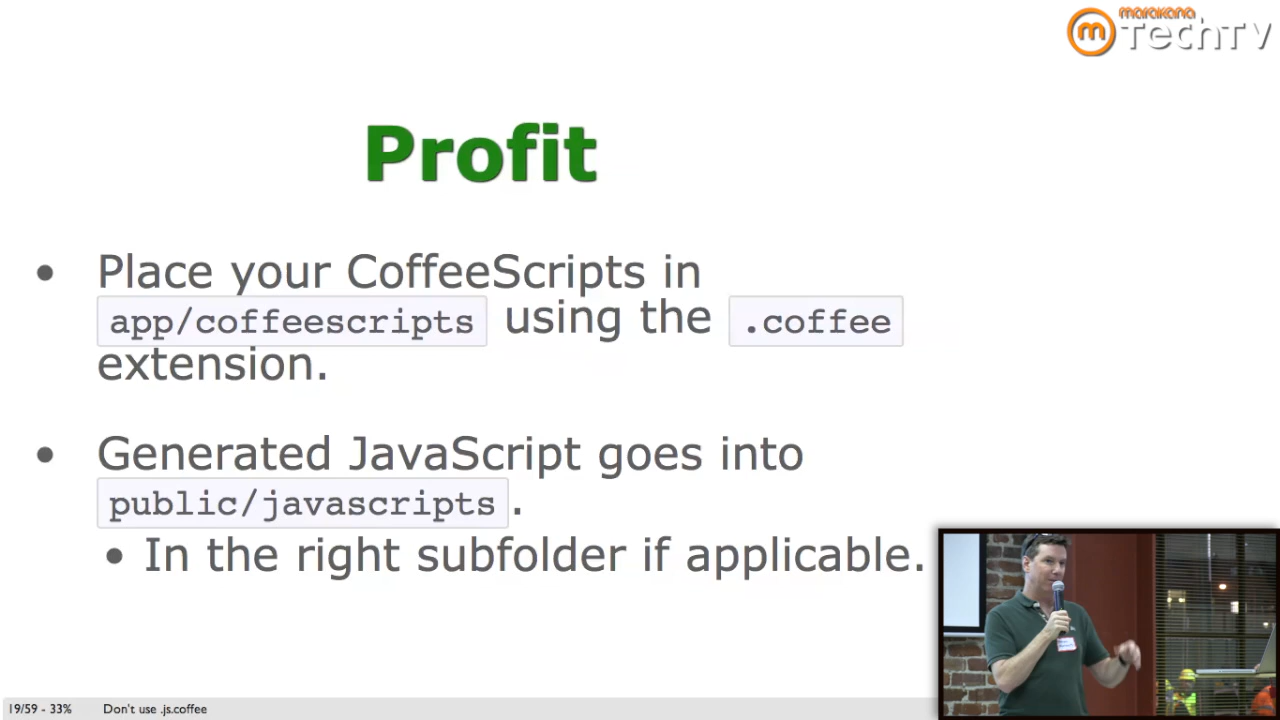 marakana
TechTV
Profit
• Place your CoffeeScripts in
app/coffeescripts using the .coffee
extension.
• Generated JavaScript goes into
public/javascripts.
• In the right subfolder if applicable.
19/59 - 33% Don't use .js.coffee